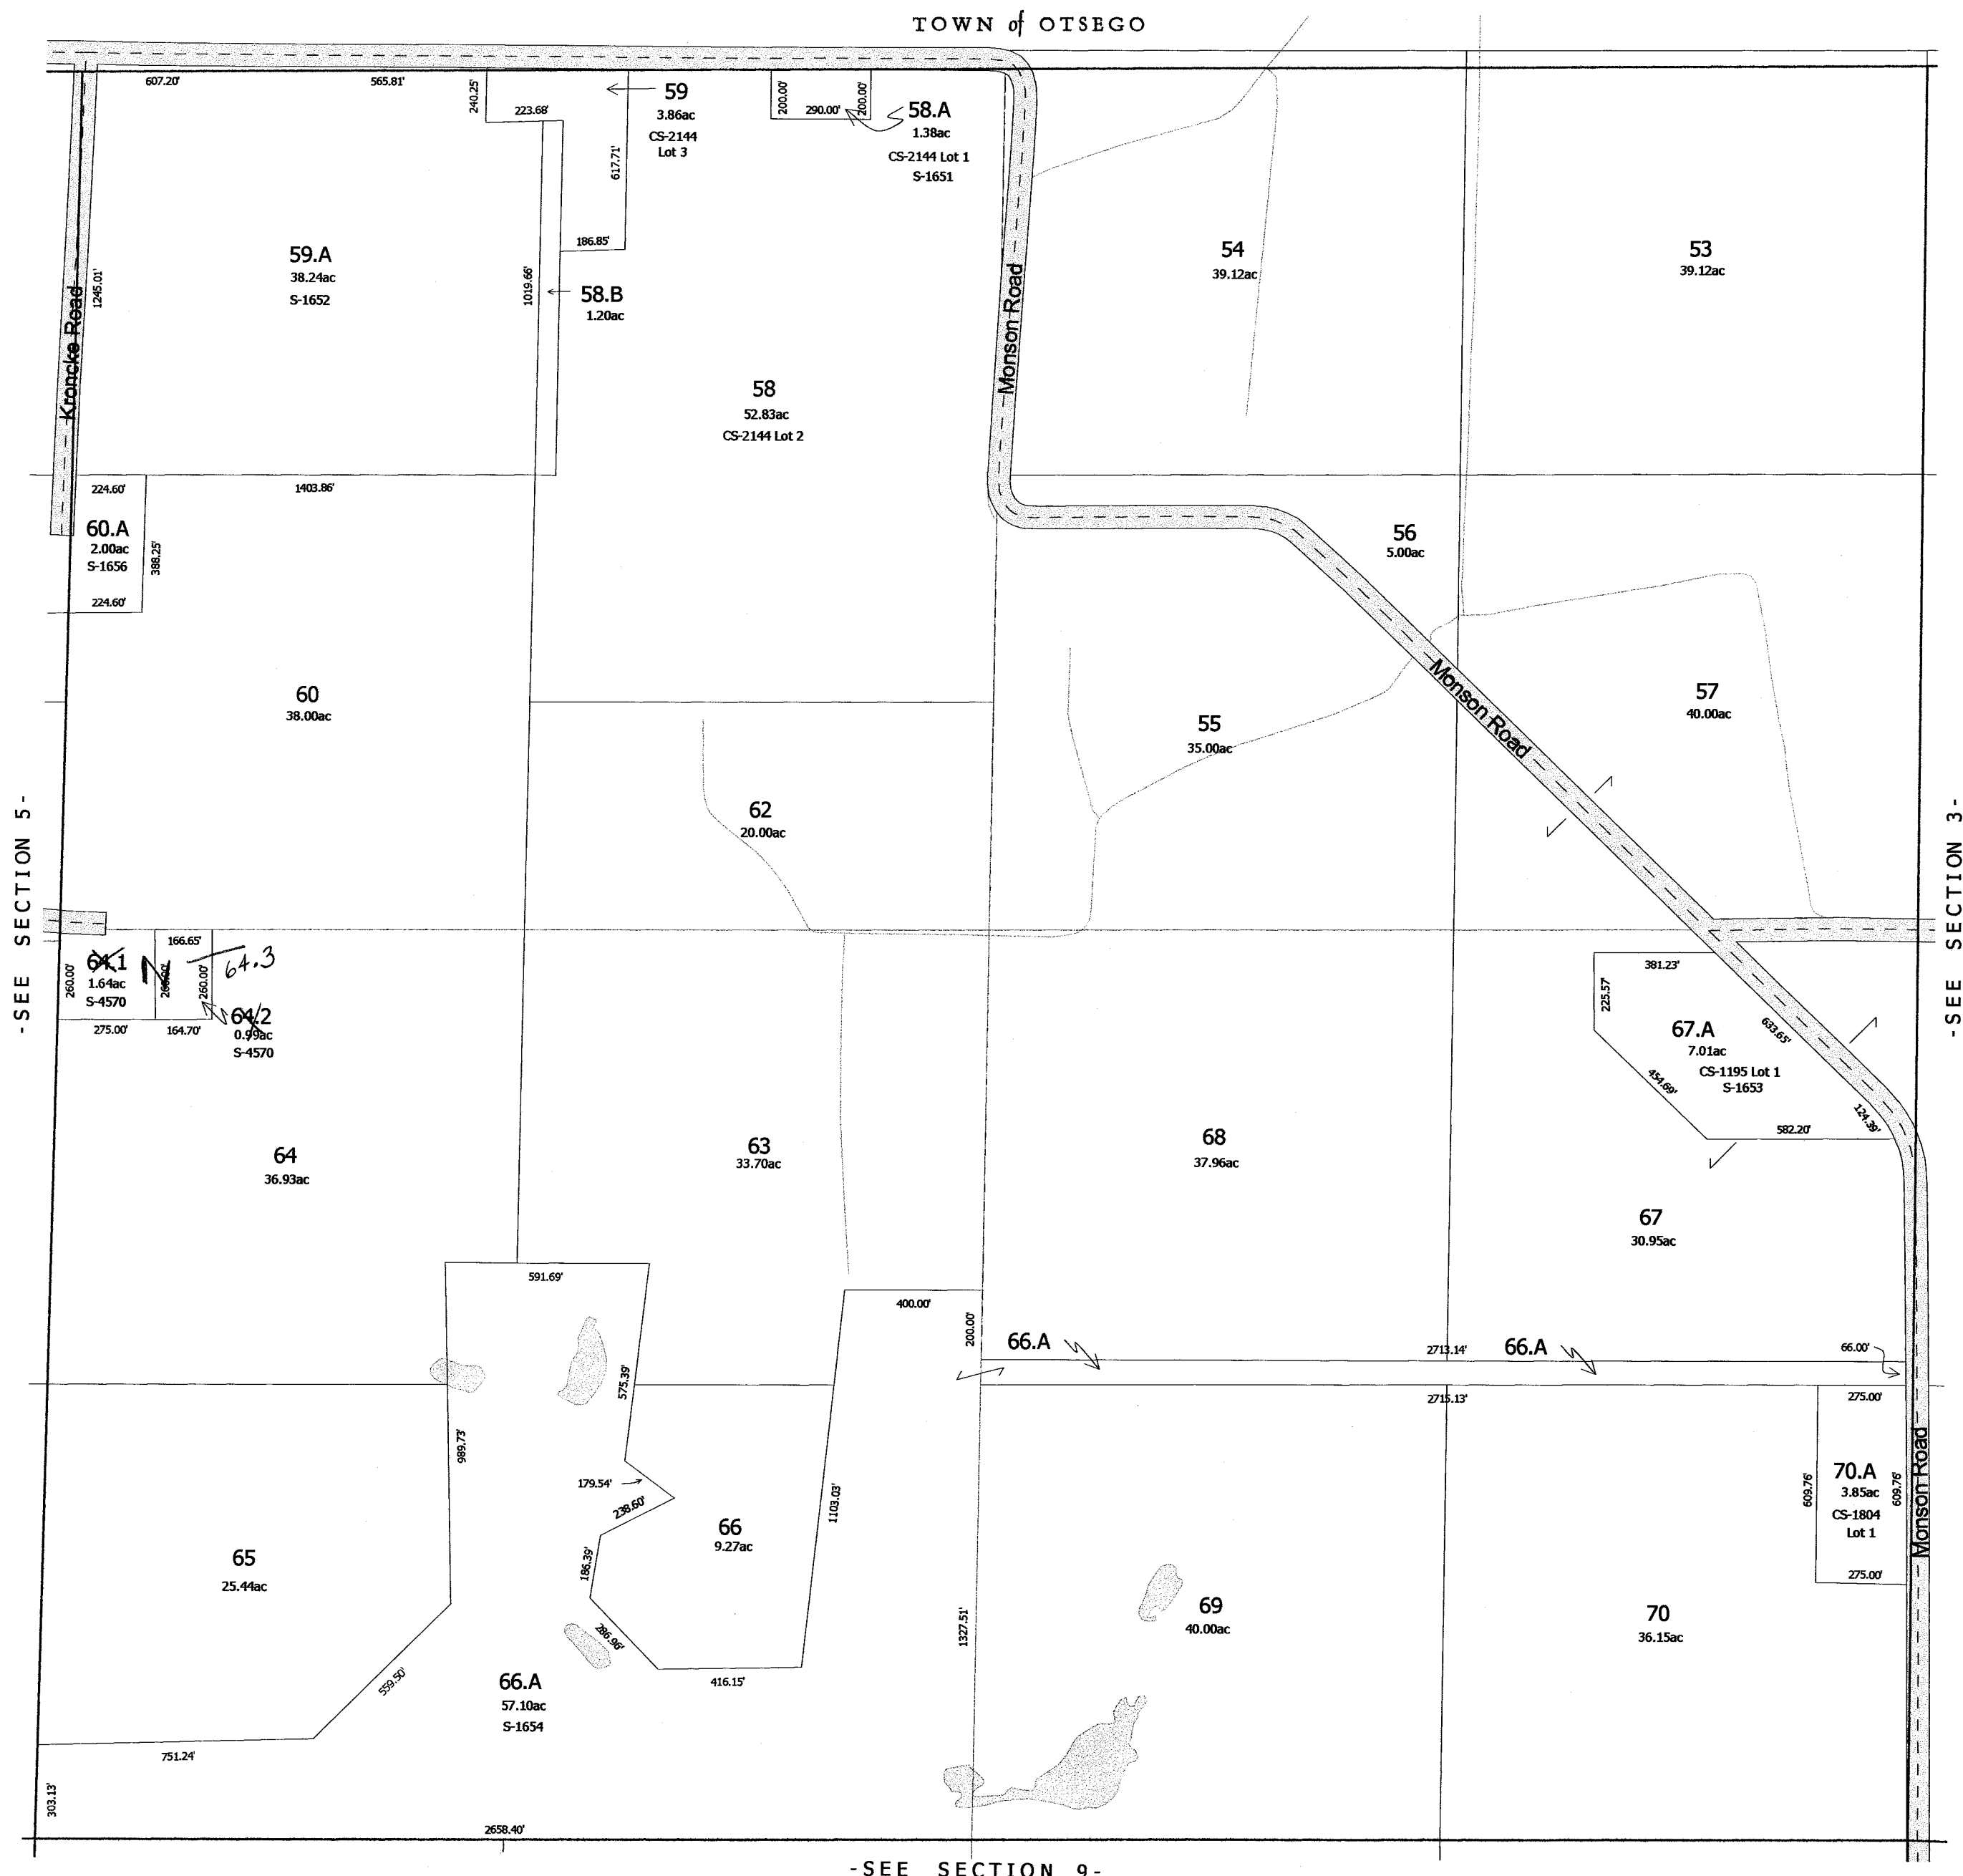 TOWN of OTSEGO
607.20'
565.81'
240.25'
223.68'
59
3.86ac
CS-2144
Lot 3
617.71'
186.85'
200.00'
290.00'
200.00'
58.A
1.38ac
CS-2144 Lot 1
S-1651
59.A
38.24ac
S-1652
1245.01'
Kroncke Road
1019.66'
58.B
1.20ac
58
52.83ac
CS-2144 Lot 2
Monson Road
54
39.12ac
53
39.12ac
224.60'
1403.86'
60.A
2.00ac
S-1656
388.25'
224.60'
56
5.00ac
60
38.00ac
55
35.00ac
Monson Road
57
40.00ac
62
20.00ac
-SEE SECTION 5-
-SEE SECTION 3-
166.65'
64.1
1.64ac
S-4570
260.00'
260.00'
260.00'
64.3
275.00'
164.70'
64.2
0.99ac
S-4570
381.23'
225.57'
67.A
7.01ac
CS-1195 Lot 1
S-1653
633.65'
454.69'
124.39'
582.20'
64
36.93ac
63
33.70ac
68
37.96ac
67
30.95ac
591.69'
400.00'
200.00'
66.A
2713.14'
66.A
66.00'
575.39'
989.73'
2715.13'
275.00'
179.54'
238.60'
1103.03'
609.76'
70.A
3.85ac
CS-1804
Lot 1
609.76'
Monson Road
66
9.27ac
186.39'
275.00'
65
25.44ac
286.96'
1327.51'
69
40.00ac
70
36.15ac
559.50'
416.15'
66.A
57.10ac
S-1654
751.24'
303.13'
2658.40'
-SEE SECTION 9-